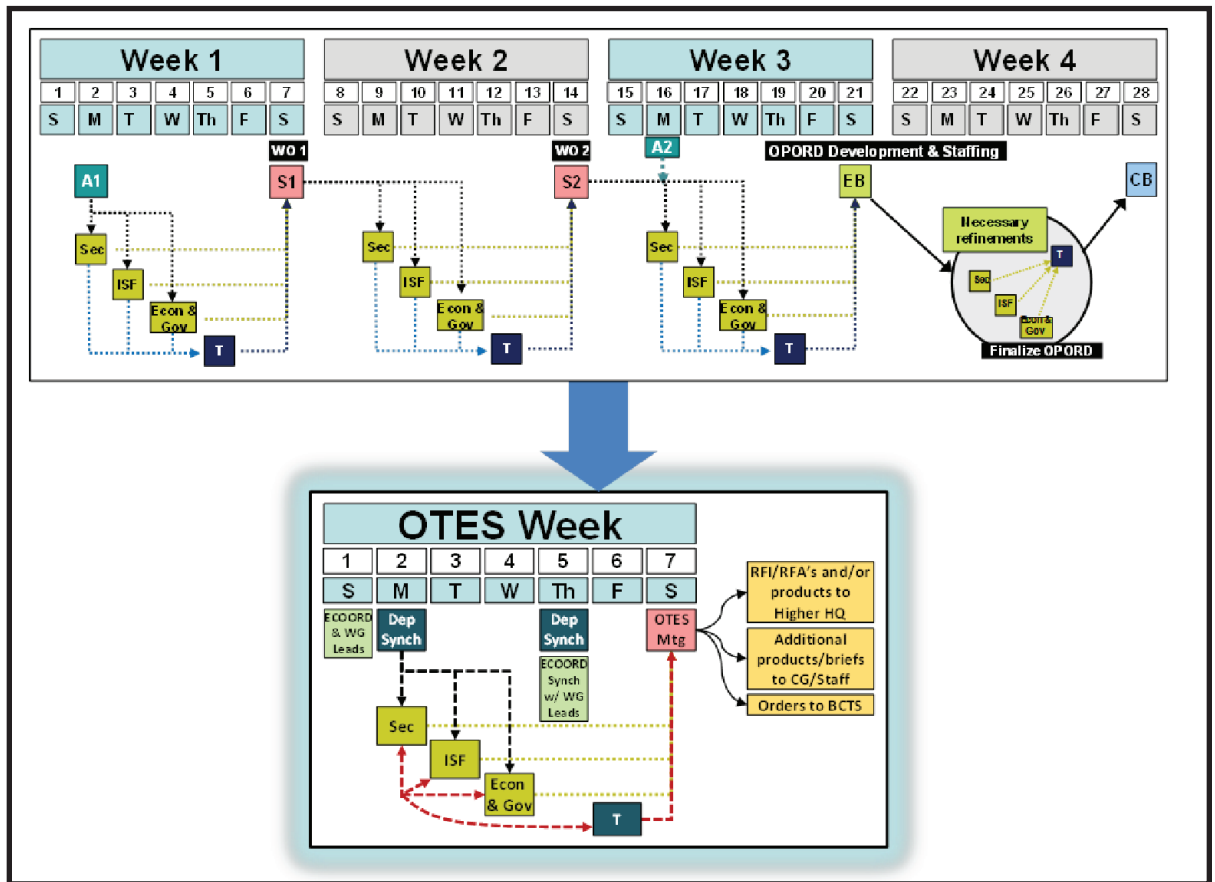 Week 1 Week 2 Week 3 Week 4
1 2 3 4 5 6 7 8 9 10 11 12 13 14 15 16 17 18 19 20 21 22 23 24 25 26 27 28
S M T W Th F S S M T W Th F S S M T W Th F S S M T W Th F S
WO 1 WO 2 A2 OPORD Development & Staffing
A1 S1 S2 EB CB
Necessary
refinements
Sec Sec Sec T
ISF ISF ISF Sec
ISF
Econ &
Gov
Econ &
Gov
Econ &
Gov
Econ &
Gov
T T T Finalize OPORD
OTES Week
1 2 3 4 5 6 7
S M T W Th F S
ECOORD
& WG
Leads
Dep
Synch
Dep
Synch
OTES
Mtg
ECOORD
Synch
w/ WG
Leads
RFI/RFA's and/or
products to
Higher HQ
Additional
products/briefs
to CG/Staff
Orders to BCTS
Sec
ISF
Econ
& Gov
T